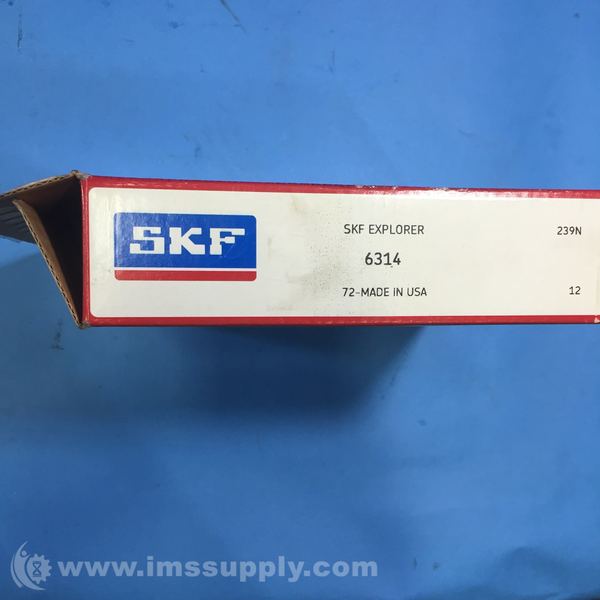 SKF
SKF EXPLORER 239N
6314
72-MADE IN USA 12
www.imssupply.com